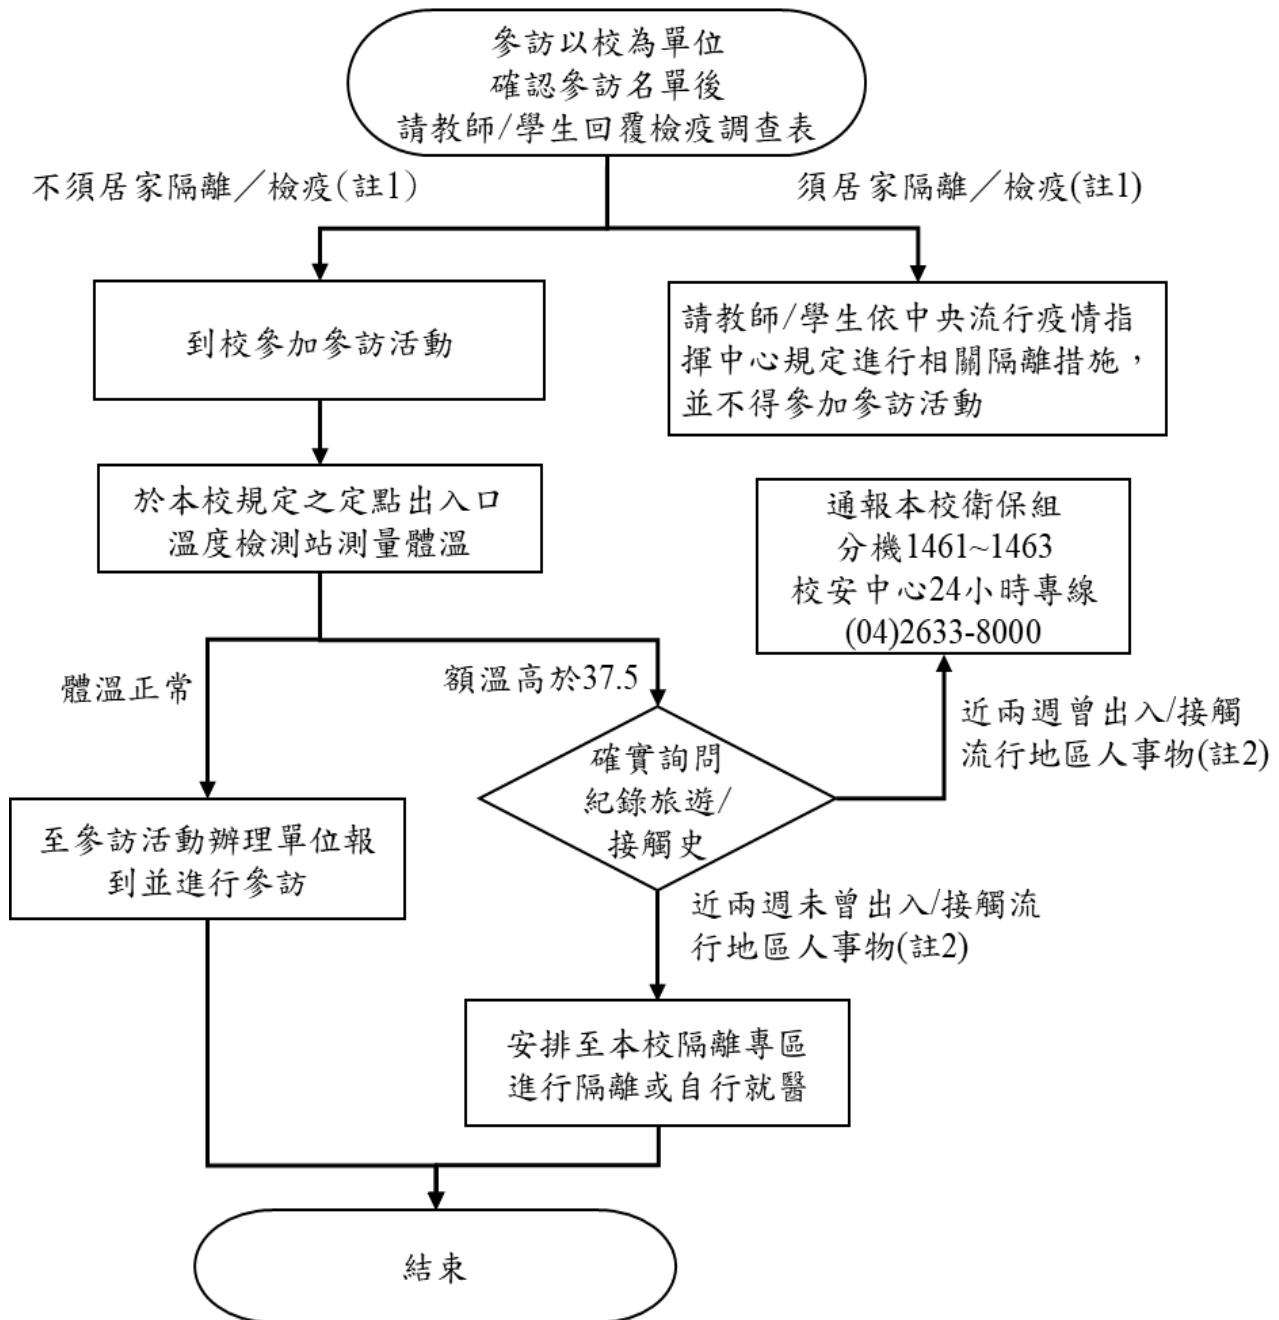 參訪以校為單位
確認參訪名單後
請教師/學生回覆檢疫調查表
不須居家隔離／檢疫(註1)
須居家隔離／檢疫(註1)
到校參加參訪活動
請教師/學生依中央流行疫情指
揮中心規定進行相關隔離措施，
並不得參加參訪活動
於本校規定之定點出入口
溫度檢測站測量體溫
通報本校衛保組
分機1461~1463
校安中心24小時專線
(04)2633-8000
體溫正常
額溫高於37.5
近兩週曾出入/接觸
流行地區人事物(註2)
確實詢問
紀錄旅遊/
接觸史
至參訪活動辦理單位報
到並進行參訪
近兩週未曾出入/接觸流
行地區人事物(註2)
安排至本校隔離專區
進行隔離或自行就醫
結束